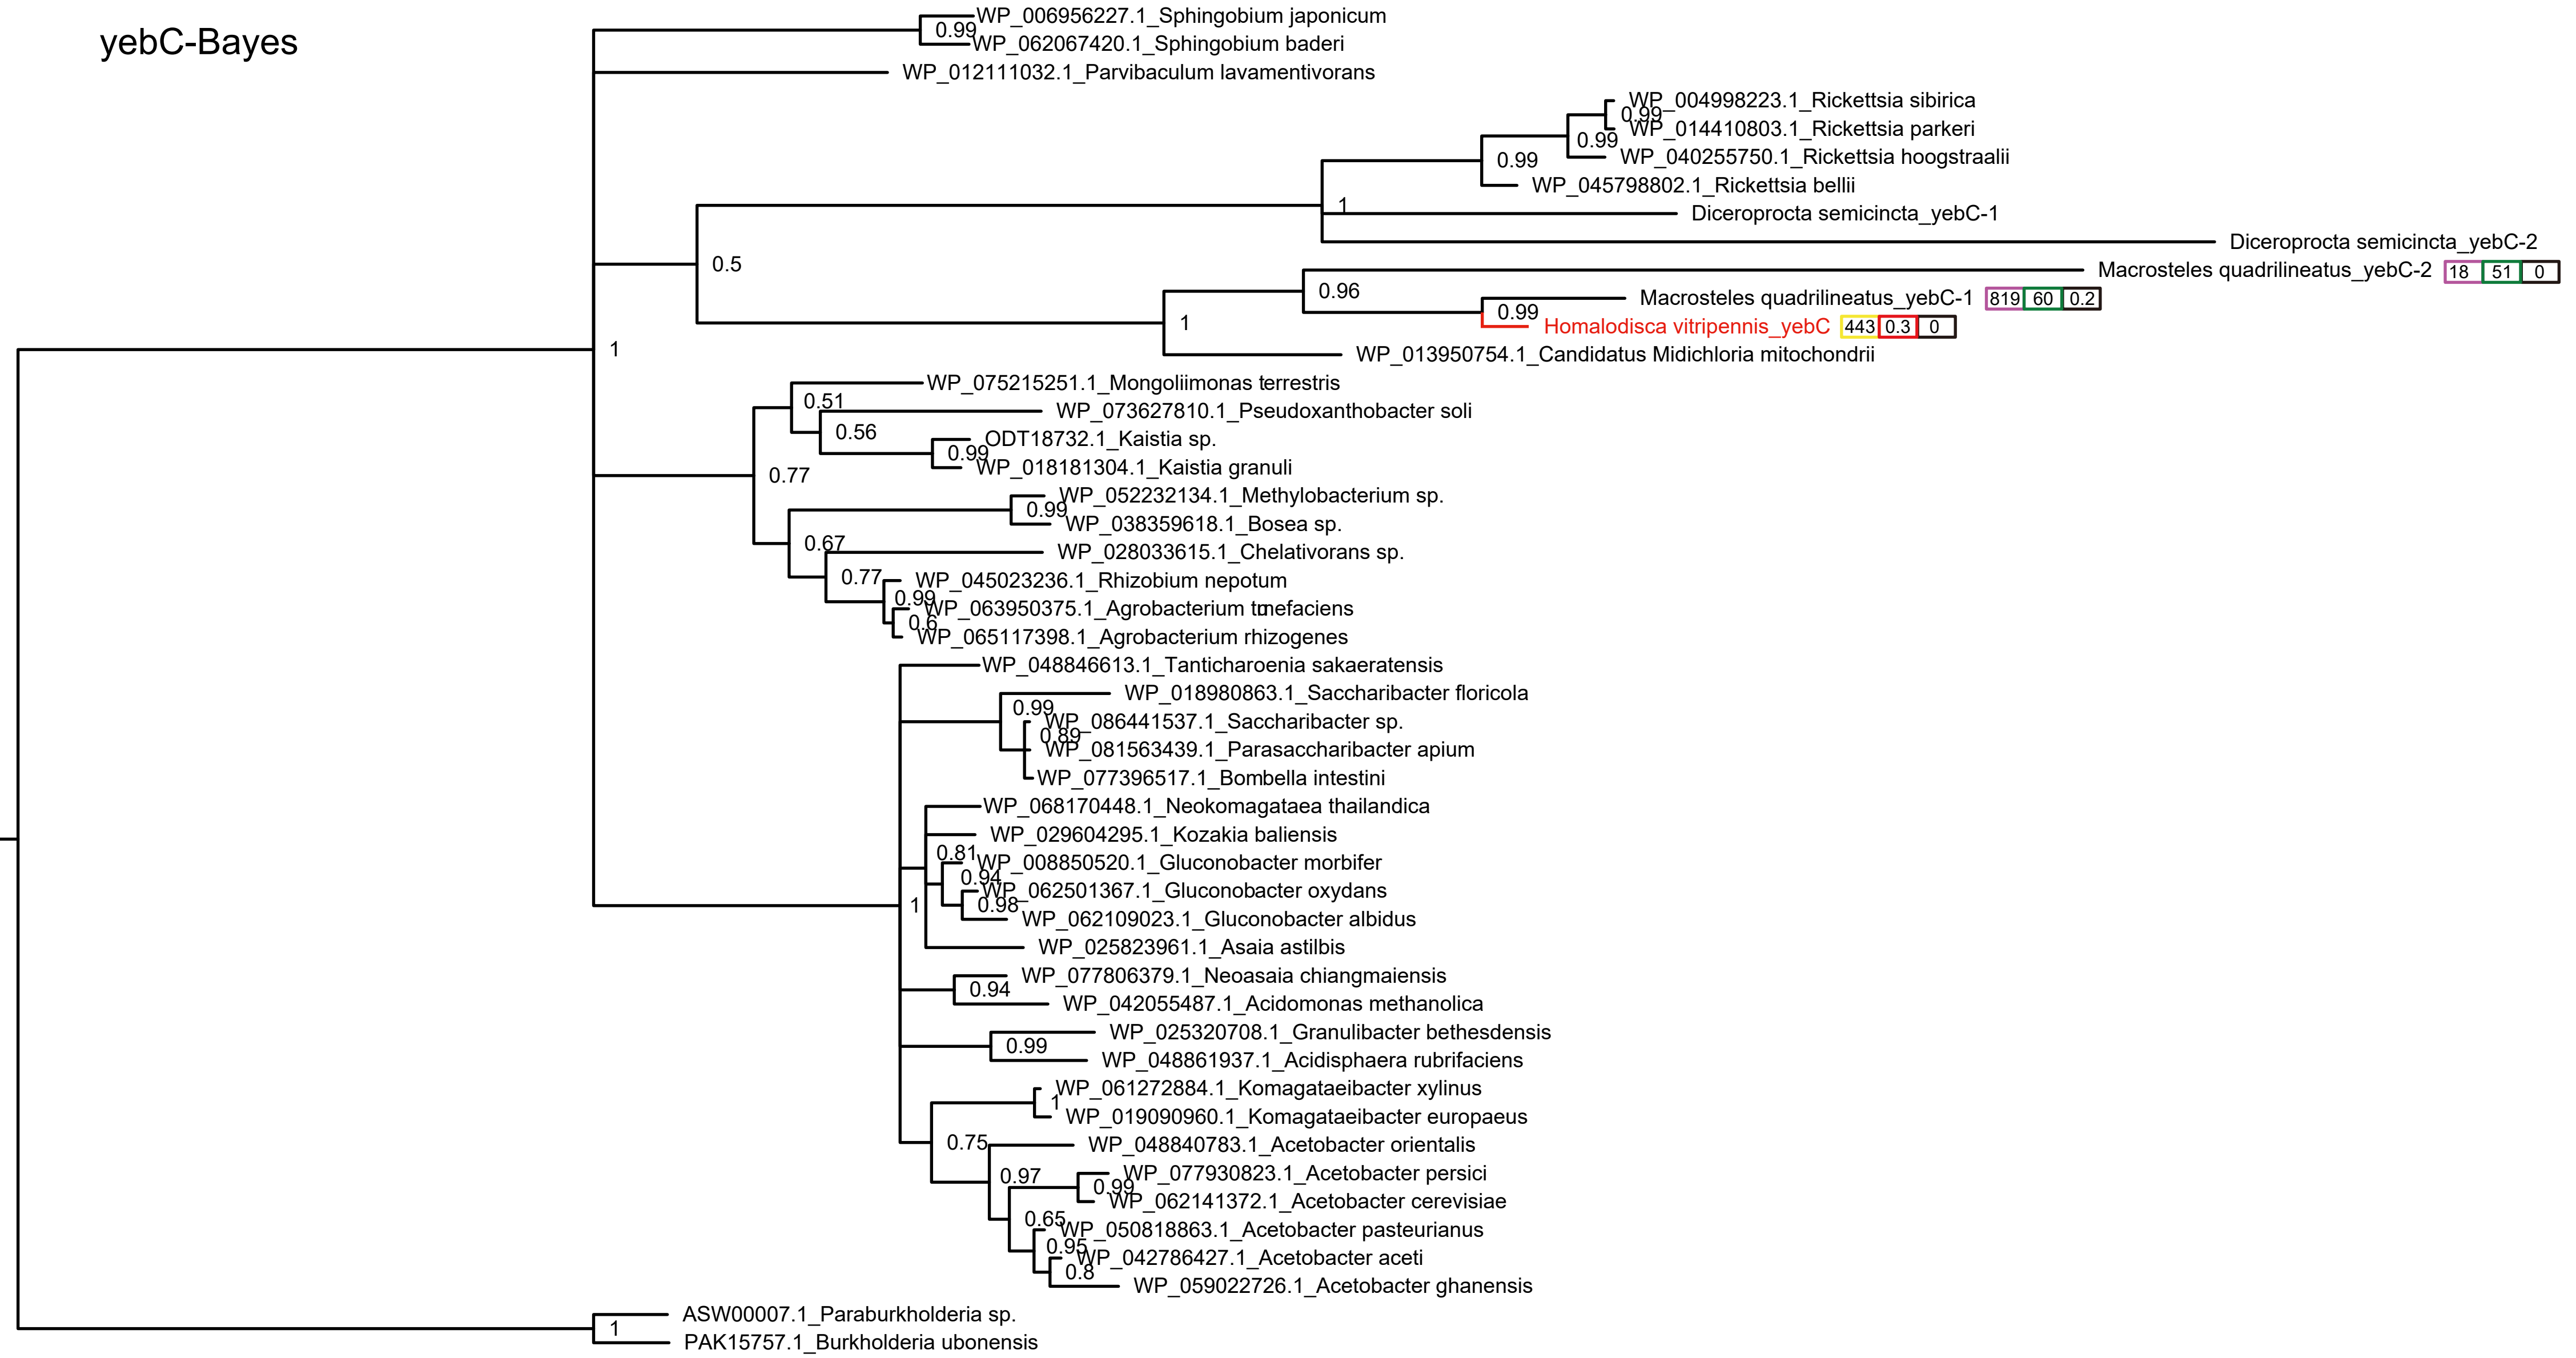 yebC-Bayes
WP_006956227.1_Sphingobium japonicum
0.99
WP_062067420.1_Sphingobium baderi
WP_012111032.1_Parvibaculum lavamentivorans
WP_004998223.1_Rickettsia sibirica
0.99
WP_014410803.1_Rickettsia parkeri
0.99
WP_040255750.1_Rickettsia hoogstraalii
0.99
WP_045798802.1_Rickettsia bellii
1
Diceroprocta semicincta_yebC-1
Diceroprocta semicincta_yebC-2
0.5
Macrosteles quadrilineatus_yebC-2 18 51 0
0.96
Macrosteles quadrilineatus_yebC-1 819 60 0.2
0.99
Homalodisca vitripennis_yebC 443 0.3 0
1
WP_013950754.1_Candidatus Midichloria mitochondrii
1
WP_075215251.1_Mongoliimonas terrestris
0.51
WP_073627810.1_Pseudoxanthobacter soli
0.56
ODT18732.1_Kaistia sp.
0.99
WP_018181304.1_Kaistia granuli
0.77
WP_052232134.1_Methylobacterium sp.
0.99
WP_038359618.1_Bosea sp.
0.67
WP_028033615.1_Chelativorans sp.
0.77
WP_045023236.1_Rhizobium nepotum
0.99
WP_063950375.1_Agrobacterium tmefaciens
0.6
WP_065117398.1_Agrobacterium rhizogenes
WP_048846613.1_Tanticharoenia sakaeratensis
WP_018980863.1_Saccharibacter floricola
0.99
WP_086441537.1_Saccharibacter sp.
0.89
WP_081563439.1_Parasaccharibacter apium
WP_077396517.1_Bombella intestini
WP_068170448.1_Neokomagataea thailandica
WP_029604295.1_Kozakia baliensis
0.81
WP_008850520.1_Gluconobacter morbifer
0.94
WP_062501367.1_Gluconobacter oxydans
0.98
1
WP_062109023.1_Gluconobacter albidus
WP_025823961.1_Asaia astilbis
WP_077806379.1_Neoasaia chiangmaiensis
0.94
WP_042055487.1_Acidomonas methanolica
WP_025320708.1_Granulibacter bethesdensis
0.99
WP_048861937.1_Acidisphaera rubrifaciens
WP_061272884.1_Komagataeibacter xylinus
1
WP_019090960.1_Komagataeibacter europaeus
0.75
WP_048840783.1_Acetobacter orientalis
0.97
WP_077930823.1_Acetobacter persici
0.99
WP_062141372.1_Acetobacter cerevisiae
0.65
WP_050818863.1_Acetobacter pasteurianus
0.95
WP_042786427.1_Acetobacter aceti
0.8
WP_059022726.1_Acetobacter ghanensis
ASW00007.1_Paraburkholderia sp.
1
PAK15757.1_Burkholderia ubonensis